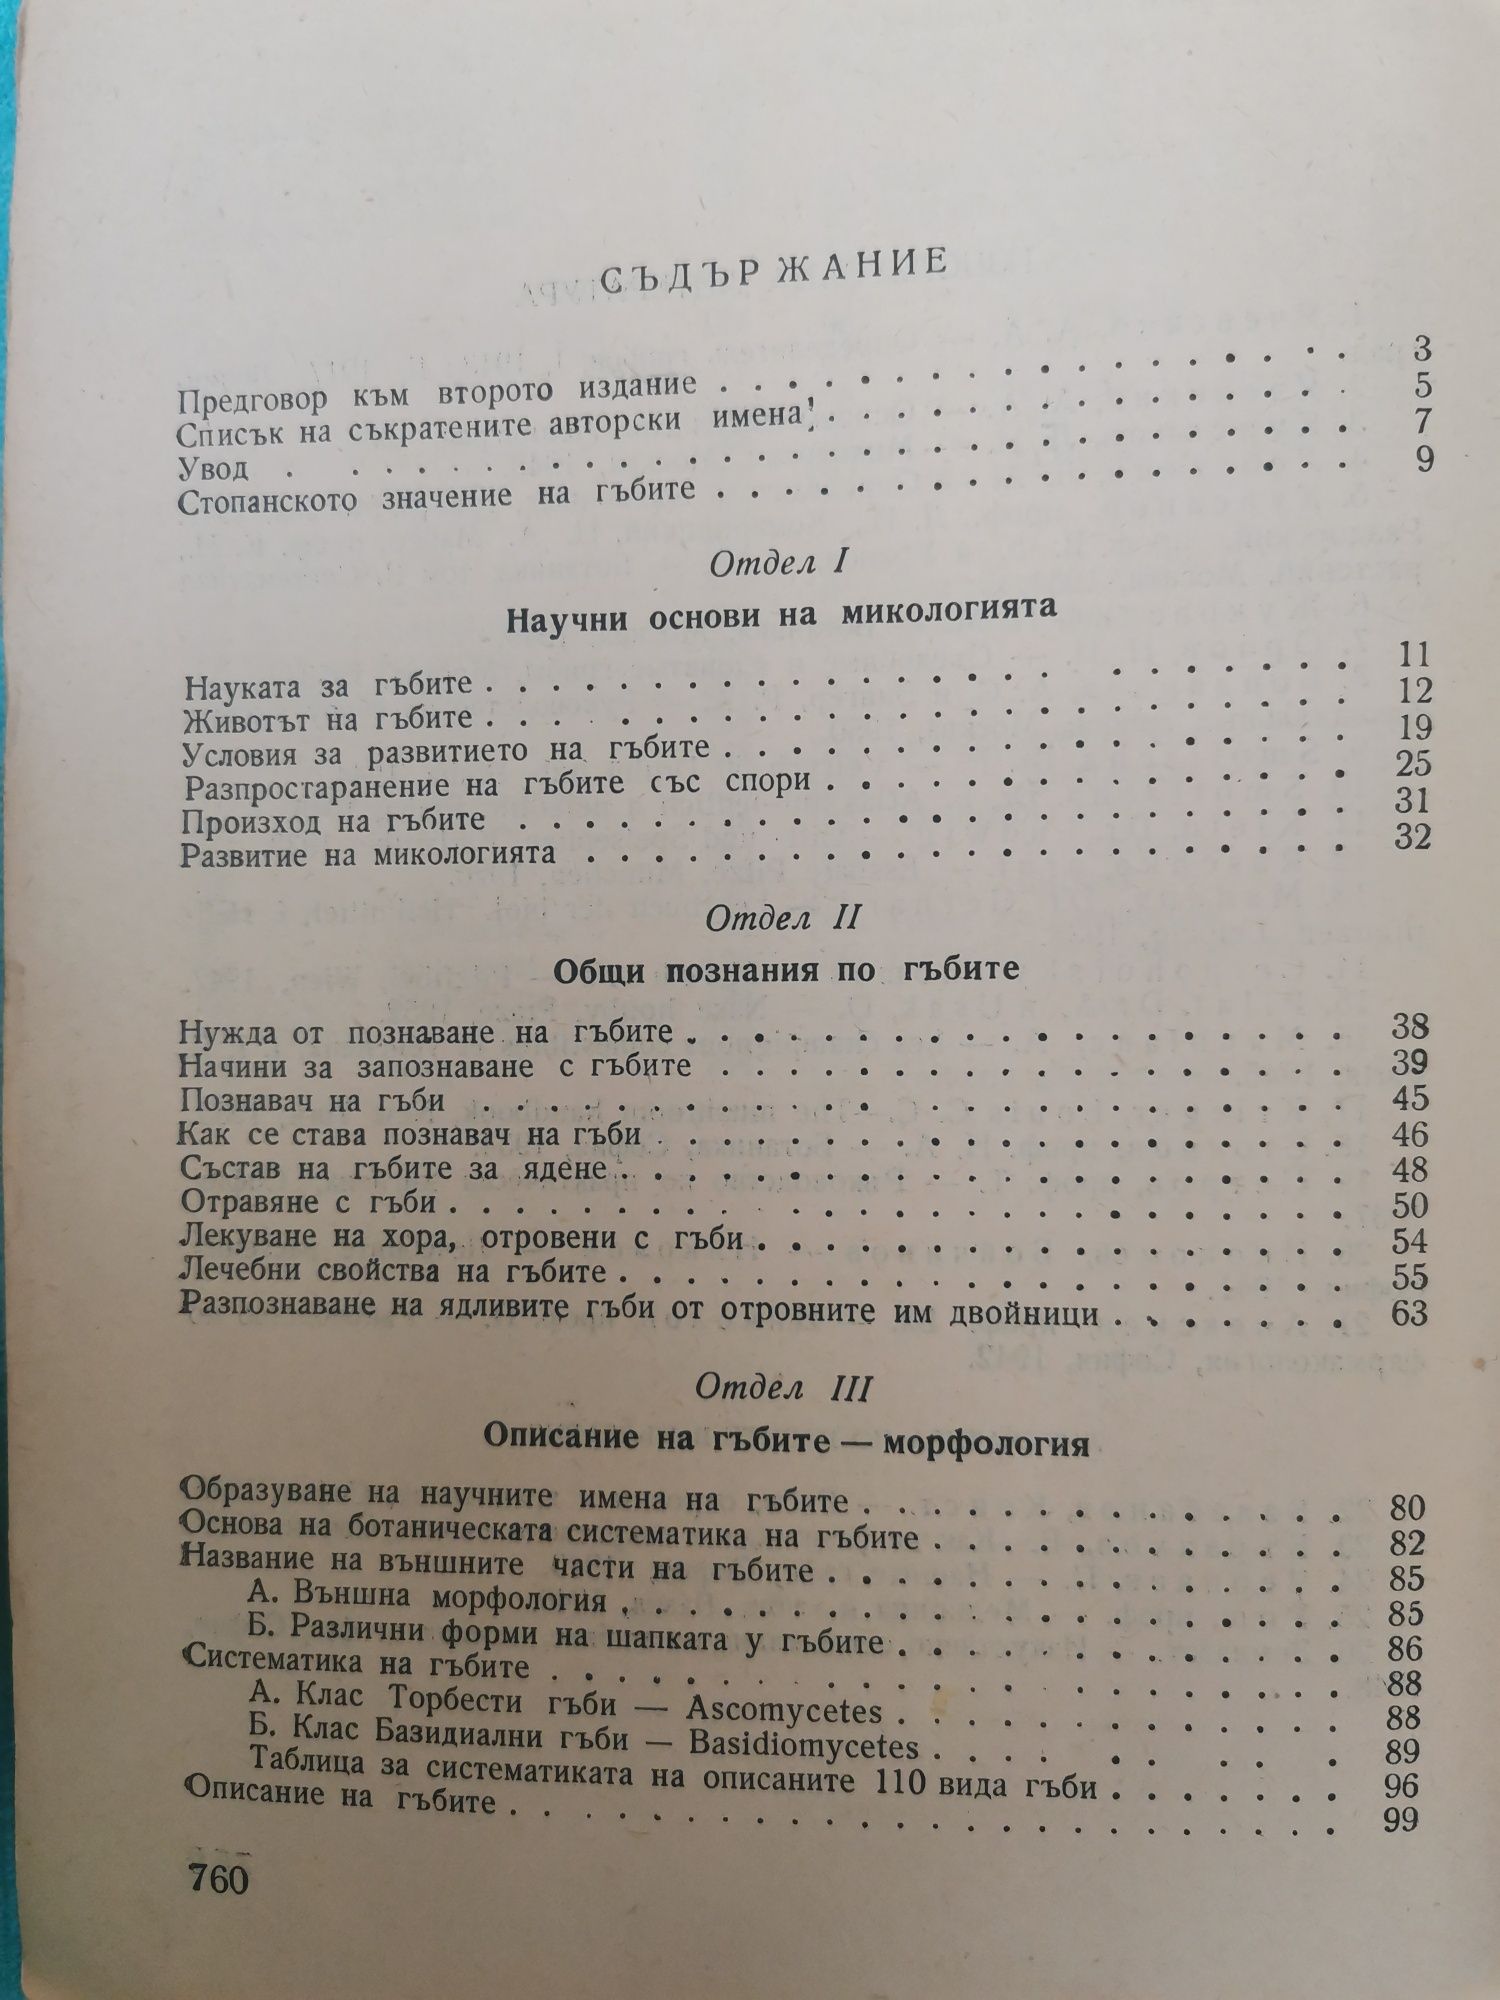 СЪДЪРЖАНИЕ
Предговор към второто издание . . . . . . . . . . . . . . . . . . 3
Списък на съкратените авторски имена . . . . . . . . . . . . . . . 5
Увод . . . . . . . . . . . . . . . . . . . . . . . . . . . . 7
Стопанското значение на гъбите . . . . . . . . . . . . . . . . . . 9
Отдел I
Научни основи на микологията
Науката за гъбите . . . . . . . . . . . . . . . . . . . . . . . 11
Животът на гъбите . . . . . . . . . . . . . . . . . . . . . . . 12
Условия за развитието на гъбите . . . . . . . . . . . . . . . . . . 19
Разпространение на гъбите със спори . . . . . . . . . . . . . . . 25
Произход на гъбите . . . . . . . . . . . . . . . . . . . . . . . 31
Развитие на микологията . . . . . . . . . . . . . . . . . . . . . 32
Отдел II
Общи познания по гъбите
Нужда от познаване на гъбите . . . . . . . . . . . . . . . . . . . 38
Начини за запознаване с гъбите . . . . . . . . . . . . . . . . . . 39
Познавач на гъби . . . . . . . . . . . . . . . . . . . . . . . . 45
Как се става познавач на гъби . . . . . . . . . . . . . . . . . . . 46
Състав на гъбите за ядене . . . . . . . . . . . . . . . . . . . . 48
Отравяне с гъби . . . . . . . . . . . . . . . . . . . . . . . . 50
Лекуване на хора, отровени с гъби . . . . . . . . . . . . . . . . . 54
Лечебни свойства на гъбите . . . . . . . . . . . . . . . . . . . . 55
Разпознаване на ядливите гъби от отровните им двойници . . . . . . . 63
Отдел III
Описание на гъбите — морфология
Образуване на научните имена на гъбите . . . . . . . . . . . . . . 80
Основа на ботаническата систематика на гъбите . . . . . . . . . . . . 82
Название на външните части на гъбите . . . . . . . . . . . . . . . 85
А. Външна морфология . . . . . . . . . . . . . . . . . . . . . 85
Б. Различни форми на шапката у гъбите . . . . . . . . . . . . . 86
Систематика на гъбите . . . . . . . . . . . . . . . . . . . . . . 88
А. Клас Торбести гъби — Ascomycetes . . . . . . . . . . . . . 88
Б. Клас Базидиални гъби — Basidiomycetes . . . . . . . . . 89
Таблица за систематиката на описаните 110 вида гъби . . . . . . . 96
Описание на гъбите . . . . . . . . . . . . . . . . . . . . . . . 99
760